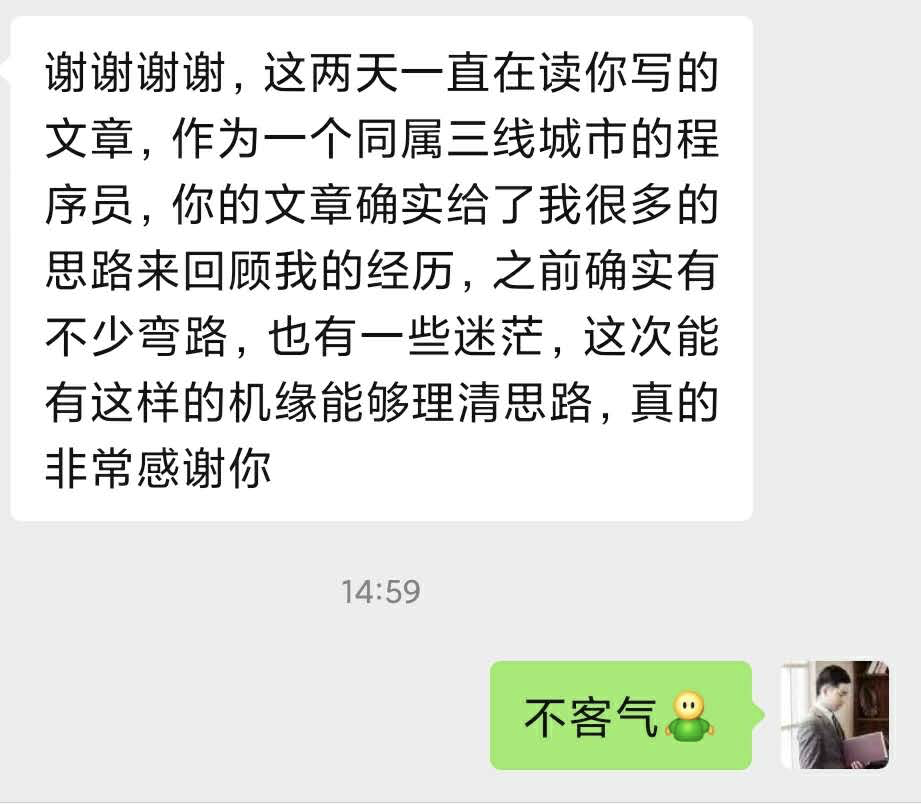 谢谢谢谢，这两天一直在读你写的
文章，作为一个同属三线城市的程
序员，你的文章确实给了我很多的
思路来回顾我的经历，之前确实有
不少弯路，也有一些迷茫，这次能
有这样的机缘能够理清思路，真的
非常感谢你
14:59
不客气